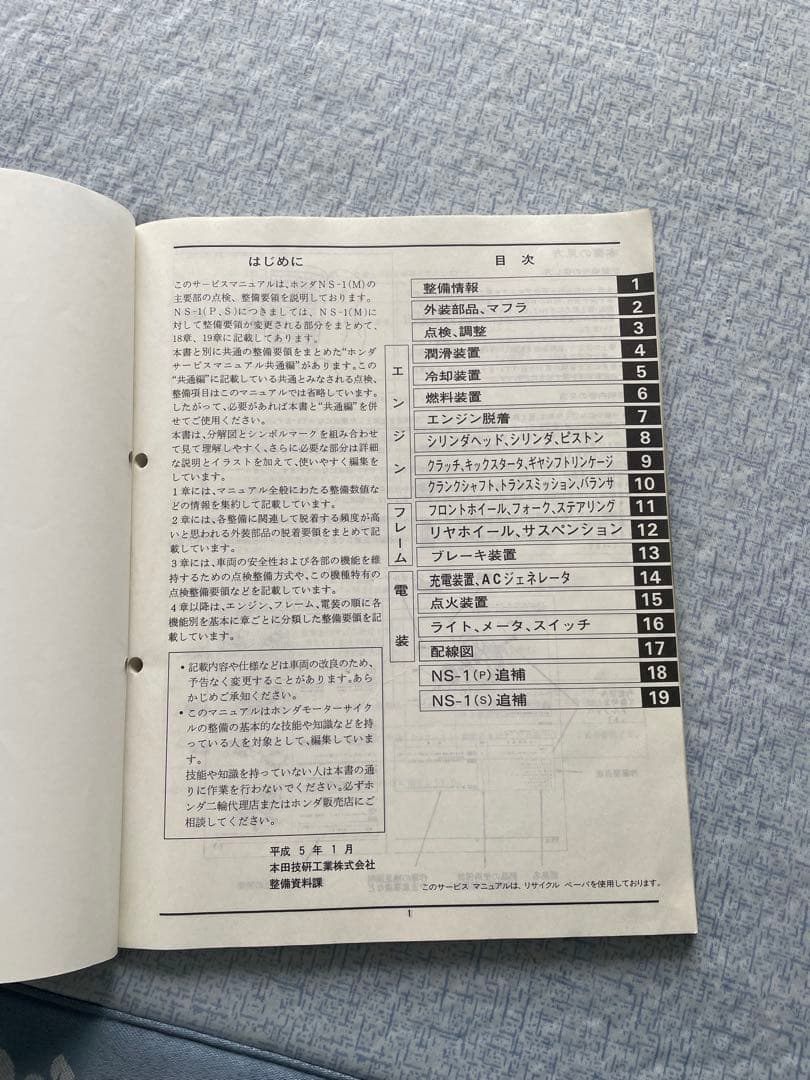 はじめに
このサービスマニュアルは、ホンダNS-1(M)の
主要部の点検、整備要領を説明しております。
NS-1(P、S)につきましては、NS-1(M)に
対して整備要領が変更される部分をまとめて、
18章、19章に記載してあります。
本書と別に共通の整備要領をまとめた“ホンダ
サービスマニュアル共通編”があります。この
“共通編”に記載している共通とみなされる点検、
整備項目はこのマニュアルでは省略しています。
したがって、必要があれば本書と“共通編”を併
せてご使用ください。
本書は、分解図とシンボルマークを組み合わせ
て見て理解しやすく、さらに必要な部分は詳細
な説明とイラストを加えて、使いやすく編集を
しています。
1章には、マニュアル全般にわたる整備数値な
どの情報を集約して記載しています。
2章には、各整備に関連して脱着する頻度が高
いと思われる外装部品の脱着要領をまとめて記
載しています。
3章には、車両の安全性および各部の機能を維
持するための点検整備方式や、この機種特有の
点検整備要領などを記載しています。
4章以降は、エンジン、フレーム、電装の順に各
機能別を基本に章ごとに分類した整備要領を記
載しています。
・記載内容や仕様などは車両の改良のため、
予告なく変更することがあります。あら
かじめご承知ください。
・このマニュアルはホンダモーターサイク
ルの整備の基本的な技能や知識などを持
っている人を対象として、編集していま
す。
技能や知識を持っていない人は本書の通
りに作業を行わないでください。必ずホ
ンダ二輪代理店またはホンダ販売店にご
相談してください。
平成 5年 1月
本田技研工業株式会社
整備資料課
目次
整備情報 1
外装部品、マフラ 2
点検、調整 3
エンジン
潤滑装置 4
冷却装置 5
燃料装置 6
エンジン脱着 7
シリンダヘッド、シリンダ、ピストン 8
クラッチ、キックスタータ、ギヤシフトリンケージ 9
クランクシャフト、トランスミッション、バランサ 10
フレーム
フロントホイール、フォーク、ステアリング 11
リヤホイール、サスペンション 12
ブレーキ装置 13
電装
充電装置、ACジェネレータ 14
点火装置 15
ライト、メータ、スイッチ 16
配線図 17
NS-1(P)追補 18
NS-1(S)追補 19
このサービス マニュアルは、リサイクル ペーパを使用しております。
1